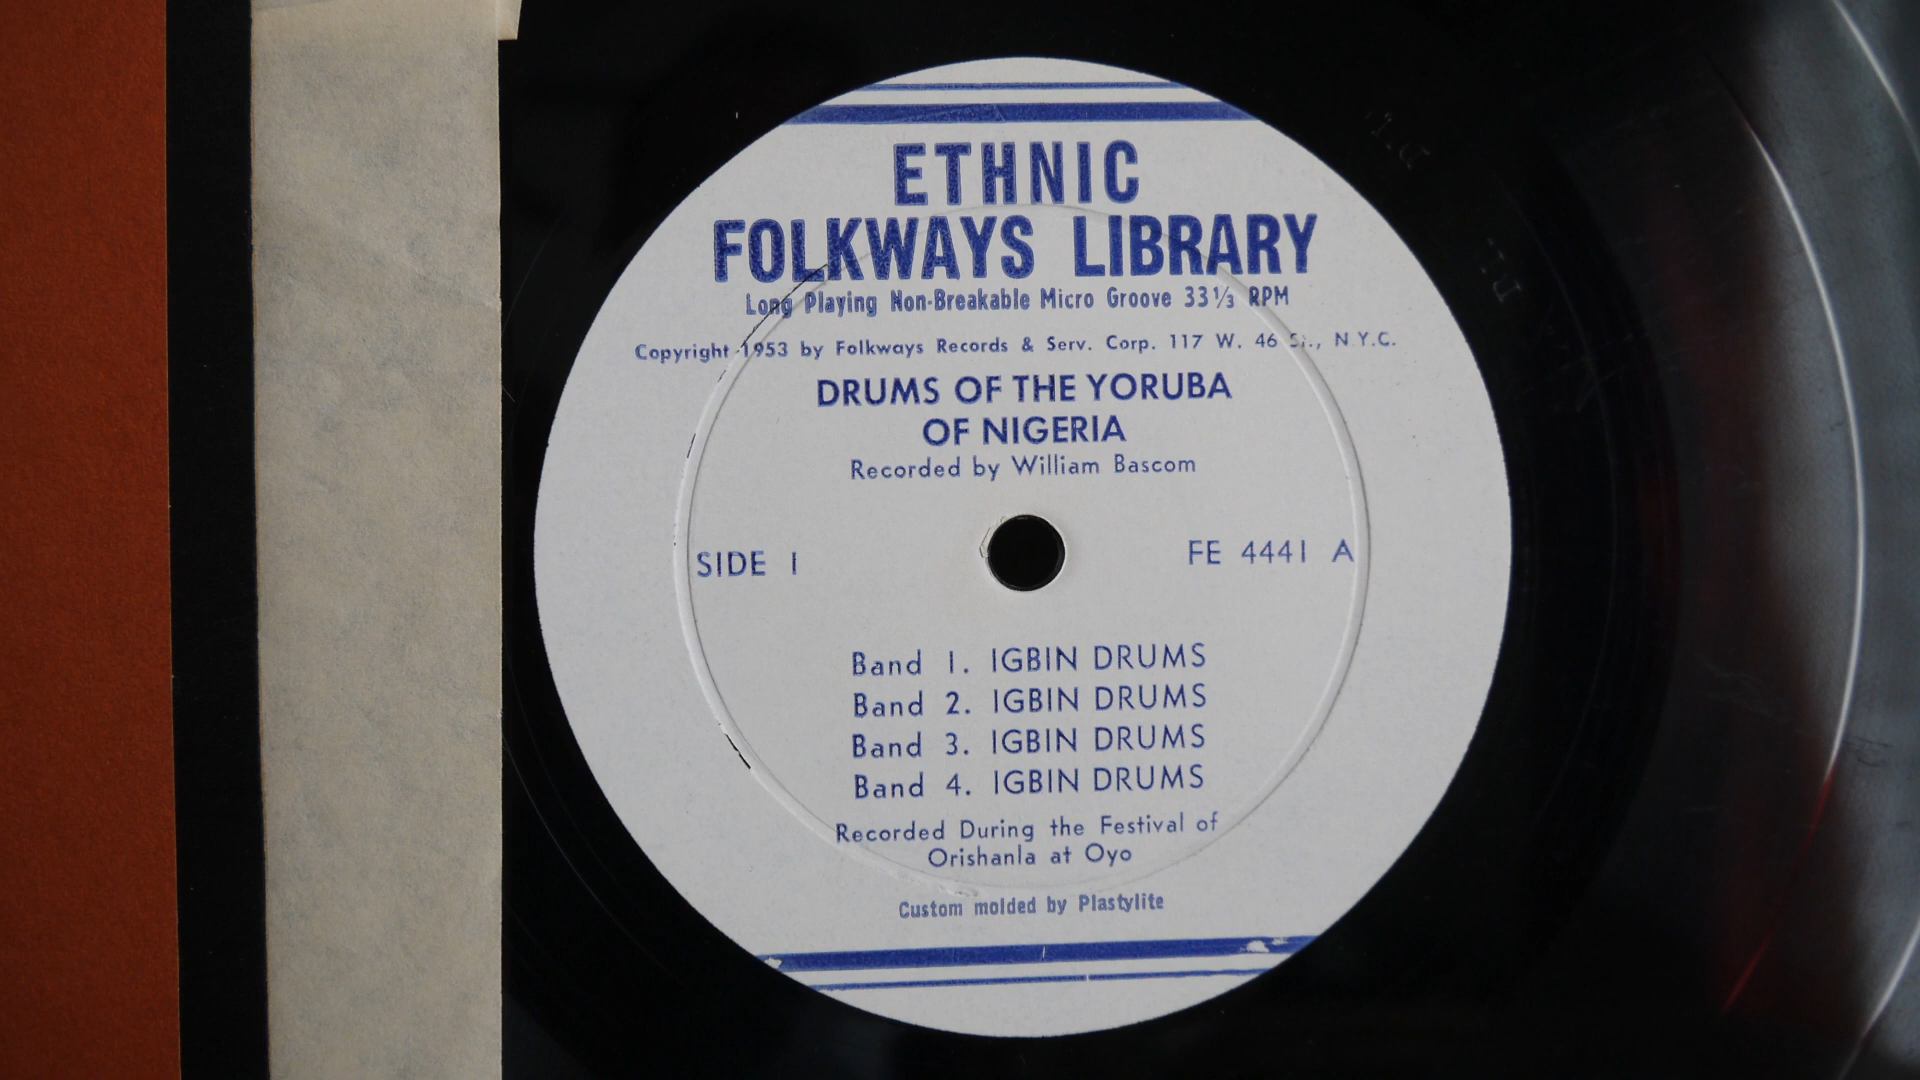 ETHNIC
FOLKWAYS LIBRARY
Long Playing Non-Breakable Micro Groove 33⅓ RPM
Copyright 1953 by Folkways Records & Serv. Corp. 117 W. 46 St., N.Y.C.
DRUMS OF THE YORUBA
OF NIGERIA
Recorded by William Bascom
SIDE 1 FE 4441 A
Band 1. IGBIN DRUMS
Band 2. IGBIN DRUMS
Band 3. IGBIN DRUMS
Band 4. IGBIN DRUMS
Recorded During the Festival of
Orishanla at Oyo
Custom molded by Plastylite